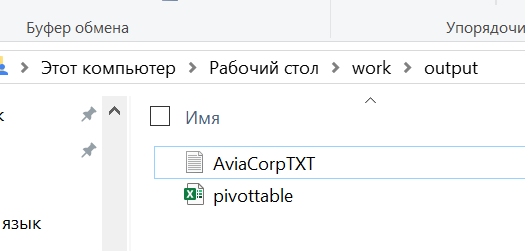 Буфер обмена
Упорядочи
Этот компьютер > Рабочий стол > work > output
к
Имя
AviaCorpTXT
pivottable
язык